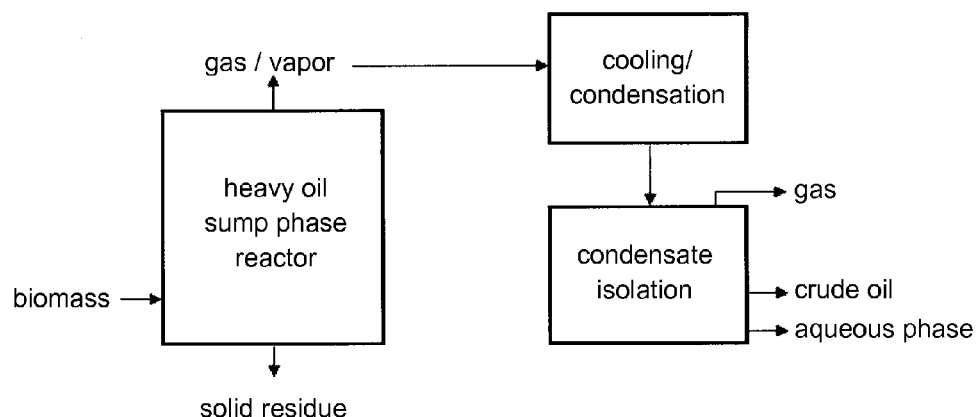 gas / vapor
cooling/
condensation
heavy oil
sump phase
reactor
biomass
solid residue
condensate
isolation
gas
crude oil
aqueous phase